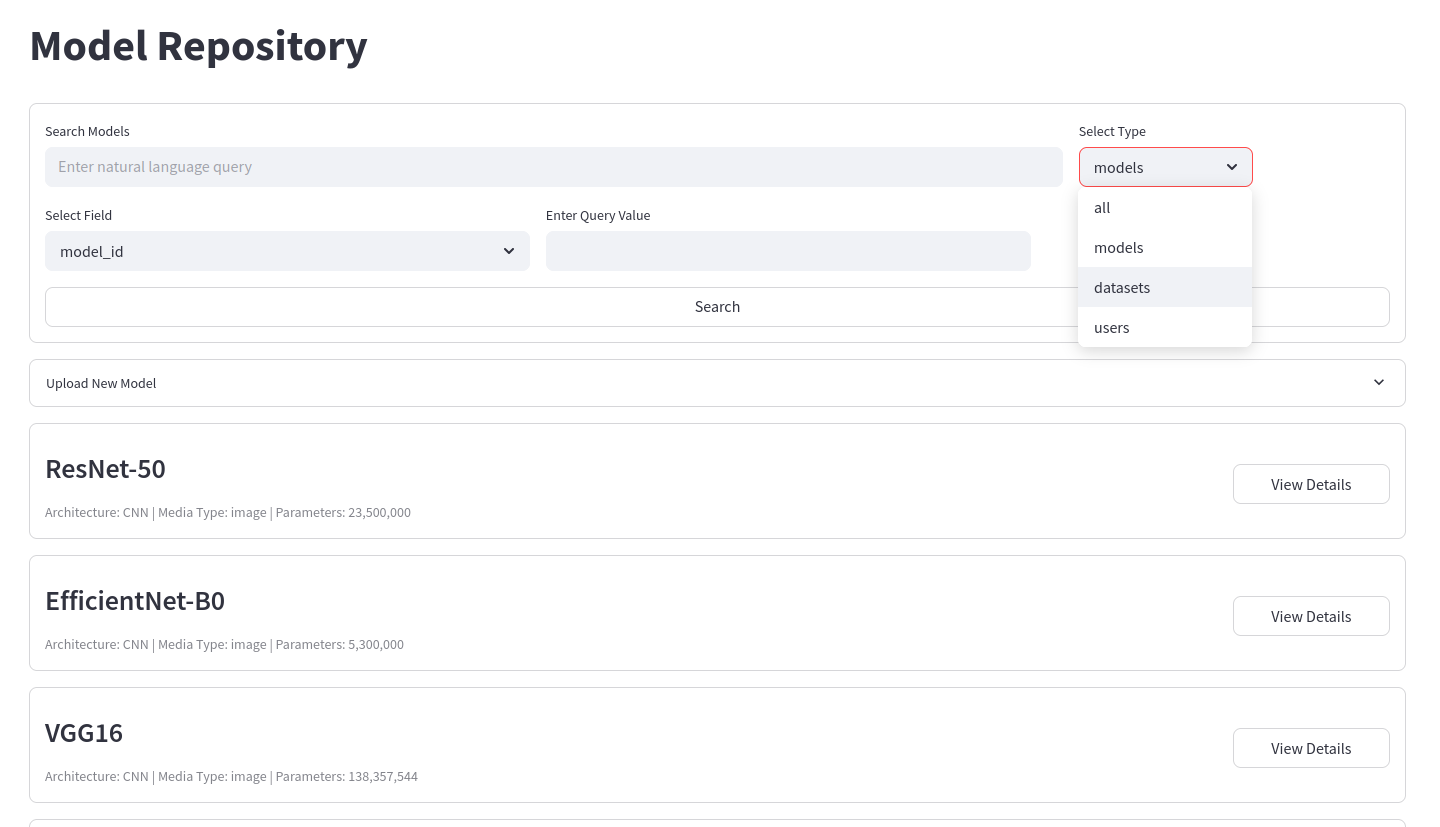 Model Repository
Search Models
Select Type
Enter natural language query
models
all
models
datasets
users
Select Field
Enter Query Value
model_id
Search
Upload New Model
ResNet-50
Architecture: CNN | Media Type: image | Parameters: 23,500,000
View Details
EfficientNet-B0
Architecture: CNN | Media Type: image | Parameters: 5,300,000
View Details
VGG16
Architecture: CNN | Media Type: image | Parameters: 138,357,544
View Details